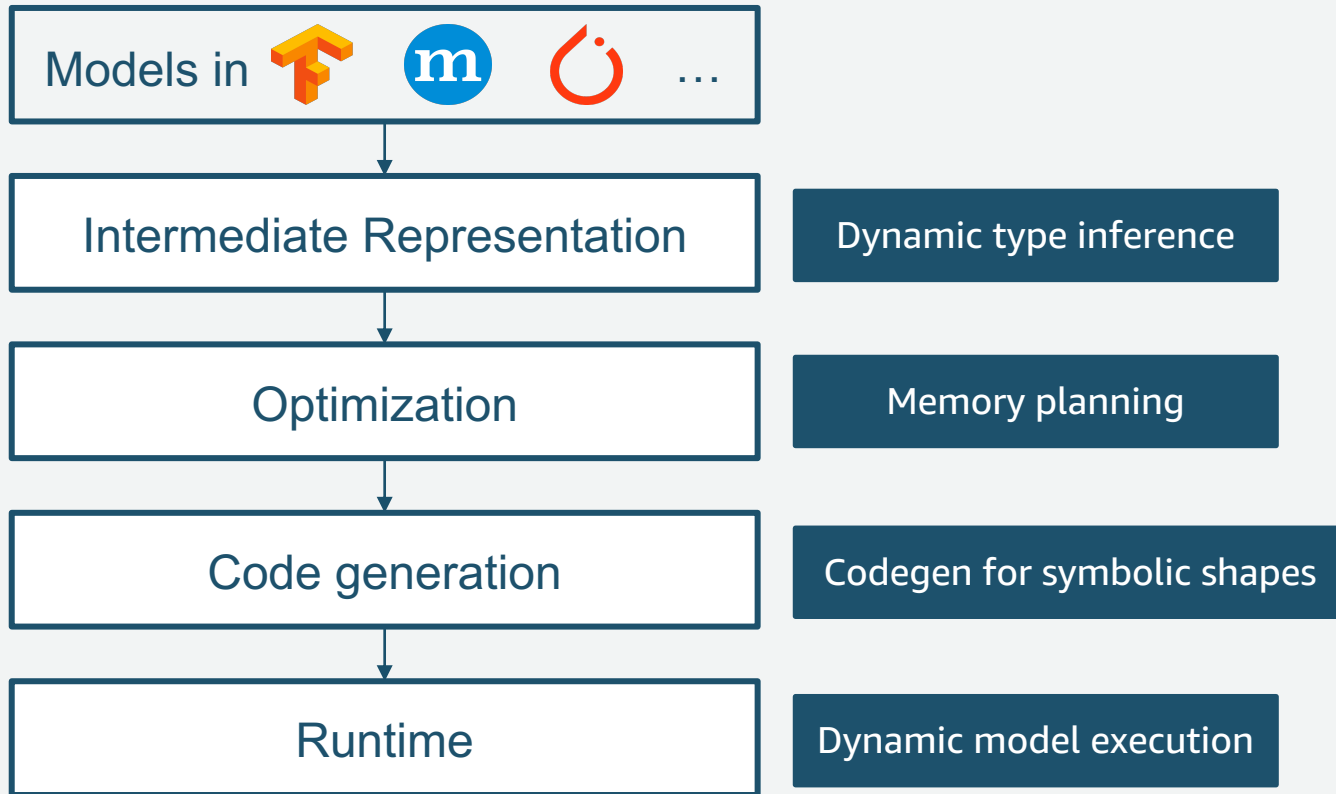 Models in m ...
Intermediate Representation
Dynamic type inference
Optimization
Memory planning
Code generation
Codegen for symbolic shapes
Runtime
Dynamic model execution